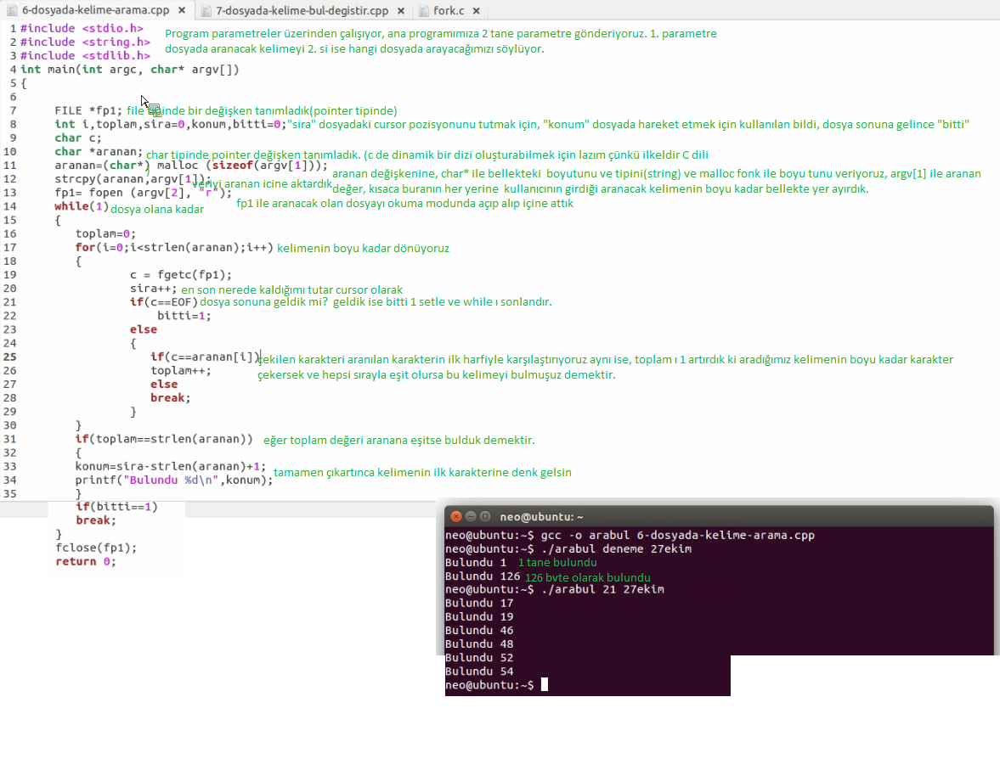 6-dosyada-kelime-arama.cpp × 7-dosyada-kelime-bul-degistir.cpp × fork.c ×
1 #include <stdio.h>
Program parametreler üzerinden çalışıyor, ana programımıza 2 tane parametre gönderiyoruz. 1. parametre
2 #include <string.h>
dosyada aranacak kelimeyi 2. si ise hangi dosyada arayacağımızı söylüyor.
3 #include <stdlib.h>
4 int main(int argc, char* argv[])
5 {
6
7 FILE *fp1; file tipinde bir değişken tanımladık(pointer tipinde)
8 int i,toplam,sira=0,konum,bitti=0;"sira" dosyadaki cursor pozisyonunu tutmak için, "konum" dosyada hareket etmek için kullanılan bildi, dosya sonuna gelince "bitti"
9 char c;
10 char *aranan; char tipinde pointer değişken tanımladık. (c de dinamik bir dizi oluşturabilmek için lazım çünkü ilkeldir C dili
)
11 aranan=(char*) malloc (sizeof(argv[1]));
aranan değişkenine, char* ile bellekteki boyutunu ve tipini(string) ve malloc fonk ile boyu tunu veriyoruz, argv[1] ile aranan
12 strcpy(aranan,argv[1]);
veriyi aranan icine aktardık
değer, kısaca buranın her yerine kullanıcının girdiği aranacak kelimenin boyu kadar bellekte yer ayırdık.
13 fp1= fopen (argv[2], "r");
fp1 ile aranacak olan dosyayı okuma modunda açıp alıp içine attık
14 while(1) dosya olana kadar
15 {
16 toplam=0;
17 for(i=0;i<strlen(aranan);i++) kelimenin boyu kadar dönüyoruz
18 {
19 c = fgetc(fp1);
20 sira++; en son nerede kaldığımı tutar cursor olarak
21 if(c==EOF) dosya sonuna geldik mi? geldik ise bitti 1 setle ve while ı sonlandır.
22 bitti=1;
23 else
24 {
25 if(c==aranan[i])
çekilen karakteri aranılan karakterin ilk harfiyle karşılaştırıyoruz aynı ise, toplam ı 1 artırdık ki aradığımız kelimenin boyu kadar karakter
26 toplam++;
çekersek ve hepsi sırayla eşit olursa bu kelimeyi bulmuşuz demektir.
27 else
28 break;
29 }
30 }
31 if(toplam==strlen(aranan)) eğer toplam değeri aranana eşitse bulduk demektir.
32 {
33 konum=sira-strlen(aranan)+1; tamamen çıkartınca kelimenin ilk karakterine denk gelsin
34 printf("Bulundu %d\n",konum);
35 }
if(bitti==1)
break;
}
fclose(fp1);
return 0;
neo@ubuntu: ~
neo@ubuntu:~$ gcc -o arabul 6-dosyada-kelime-arama.cpp
neo@ubuntu:~$ ./arabul deneme 27ekim
Bulundu 1 1 tane bulundu
Bulundu 126 126 byte olarak bulundu
neo@ubuntu:~$ ./arabul 21 27ekim
Bulundu 17
Bulundu 19
Bulundu 46
Bulundu 48
Bulundu 52
Bulundu 54
neo@ubuntu:~$